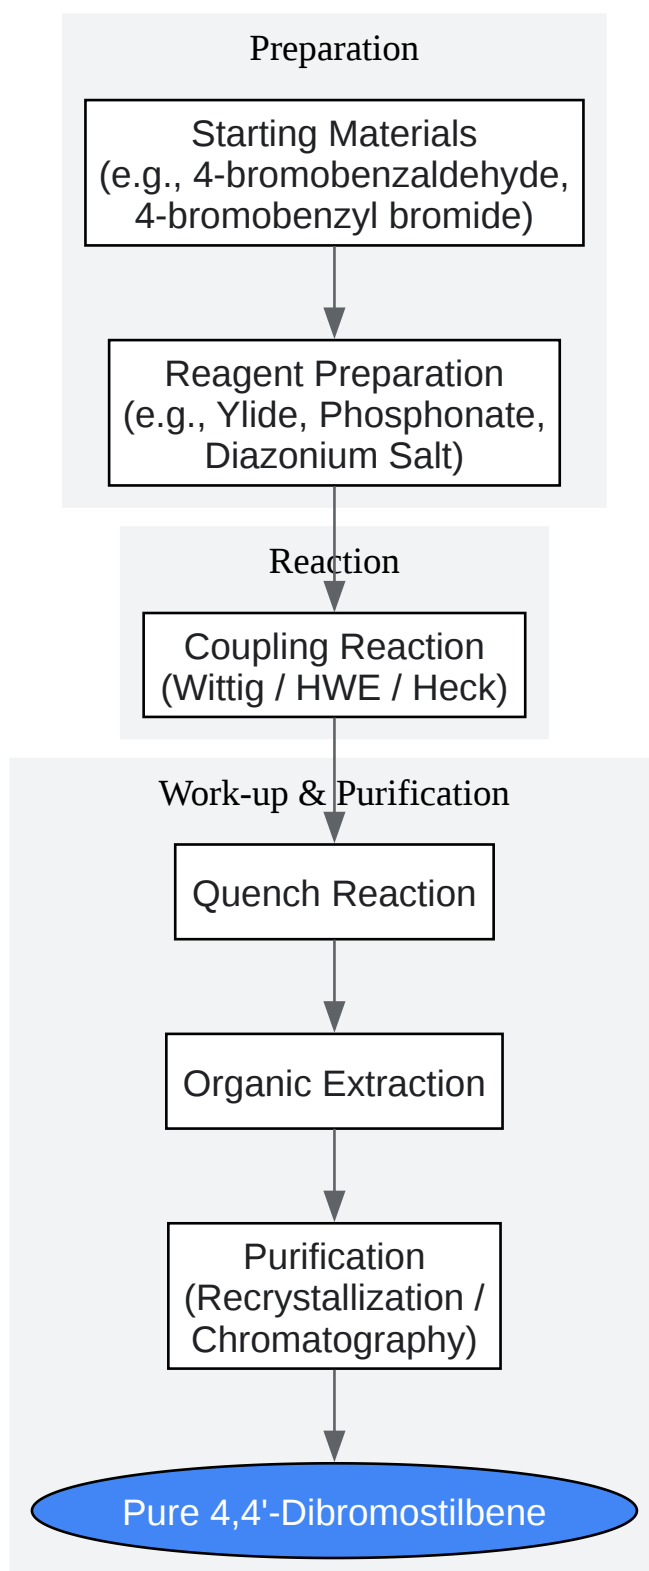 Preparation
Starting Materials
(e.g., 4-bromobenzaldehyde,
4-bromobenzyl bromide)
Reagent Preparation
(e.g., Ylide, Phosphonate,
Diazonium Salt)
Reaction
Coupling Reaction
(Wittig / HWE / Heck)
Work-up & Purification
Quench Reaction
Organic Extraction
Purification
(Recrystallization /
Chromatography)
Pure 4,4'-Dibromostilbene